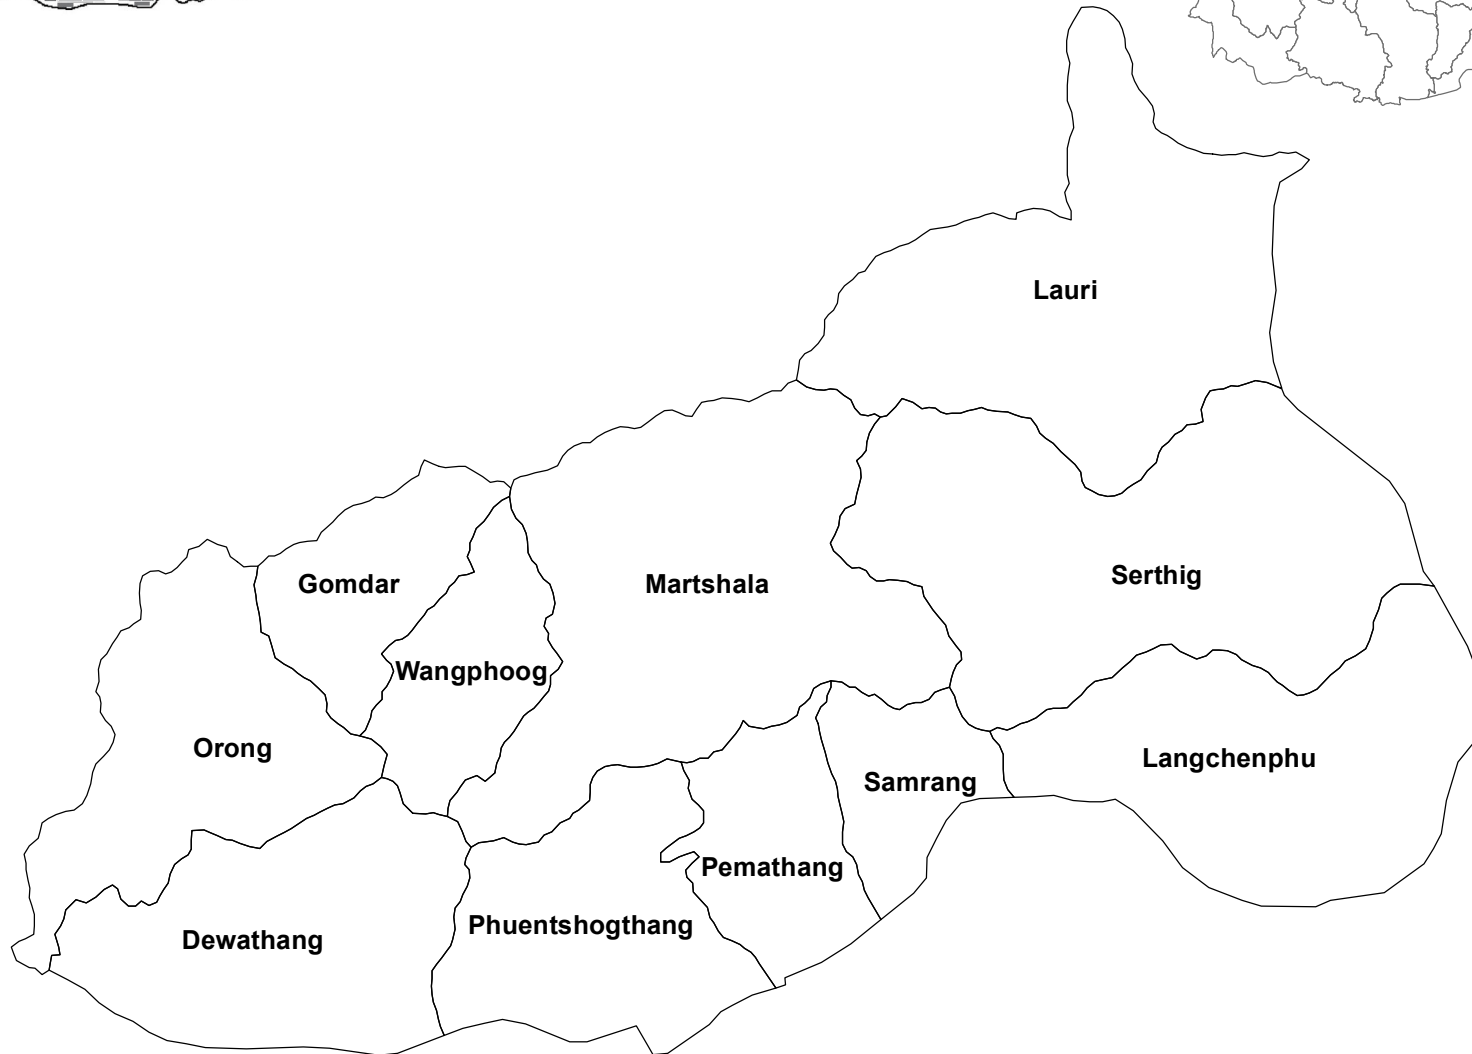 Lauri
Serthig
Gomdar
Martshala
Wangphoog
Orong
Langchenphu
Samrang
Pemathang
Phuentshogthang
Dewathang